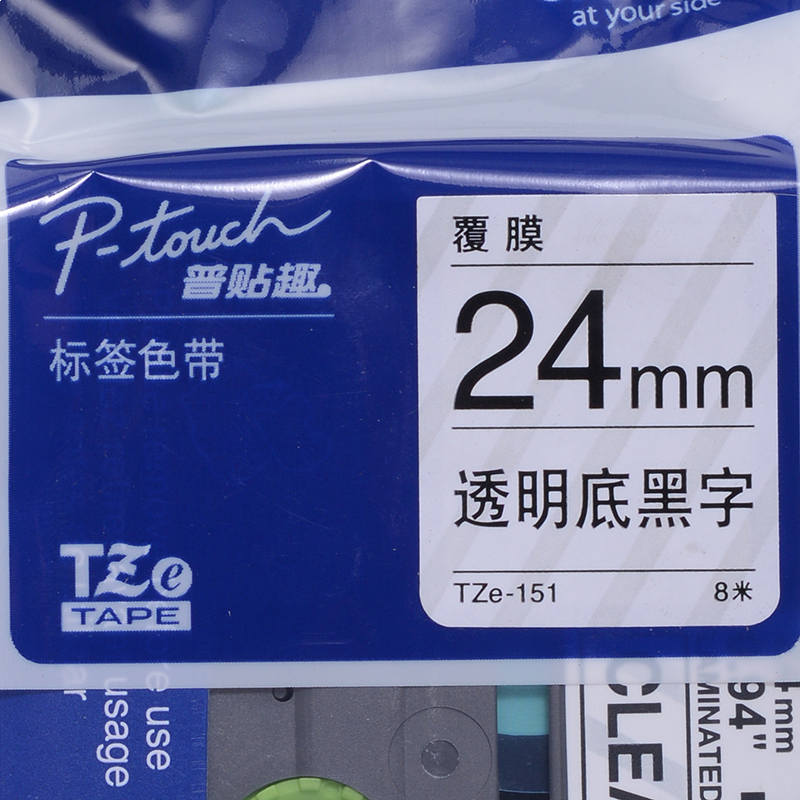 at your side
P-touch
普贴趣
标签色带
覆膜
24mm
透明底黑字
TZe-151 8米
TZe
TAPE
use
usage
CLEA
94"
MINATED
mm